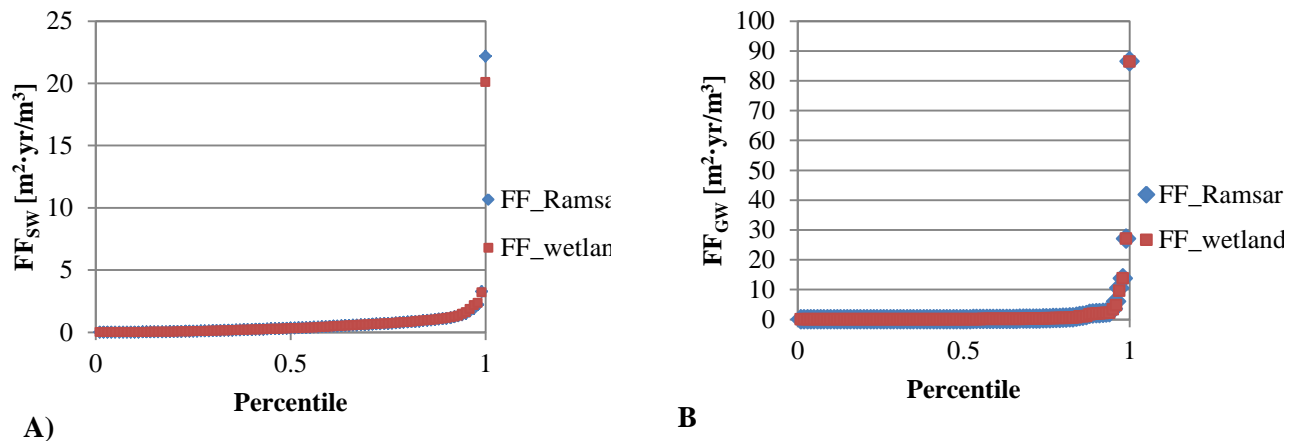 25
20
15
10
5
0
FF_SW [m²·yr/m³]
0 0.5 1
Percentile
FF_Ramsa
FF_wetlan
A)
100
90
80
70
60
50
40
30
20
10
0
FF_GW [m²·yr/m³]
0 0.5 1
Percentile
FF_Ramsar
FF_wetland
B